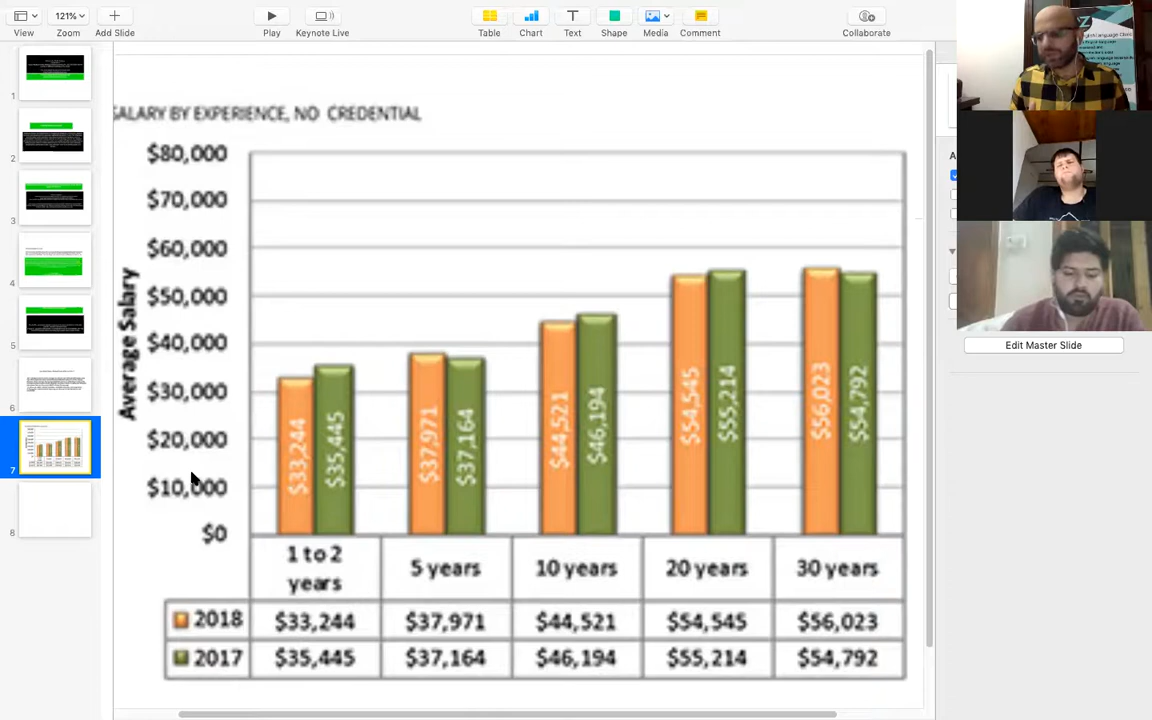 View
121%
Zoom
Add Slide
Play
Keynote Live
Table
Chart
Text
Shape
Media
Comment
Collaborate
1
2
3
4
5
6
7
8
SALARY BY EXPERIENCE, NO CREDENTIAL
Average Salary
$80,000
$70,000
$60,000
$50,000
$40,000
$30,000
$20,000
$10,000
$0
$33,244
$35,445
$37,971
$37,164
$44,521
$46,194
$54,545
$55,214
$56,023
$54,792
1 to 2 years
5 years
10 years
20 years
30 years
2018 $33,244 $37,971 $44,521 $54,545 $56,023
2017 $35,445 $37,164 $46,194 $55,214 $54,792
Edit Master Slide